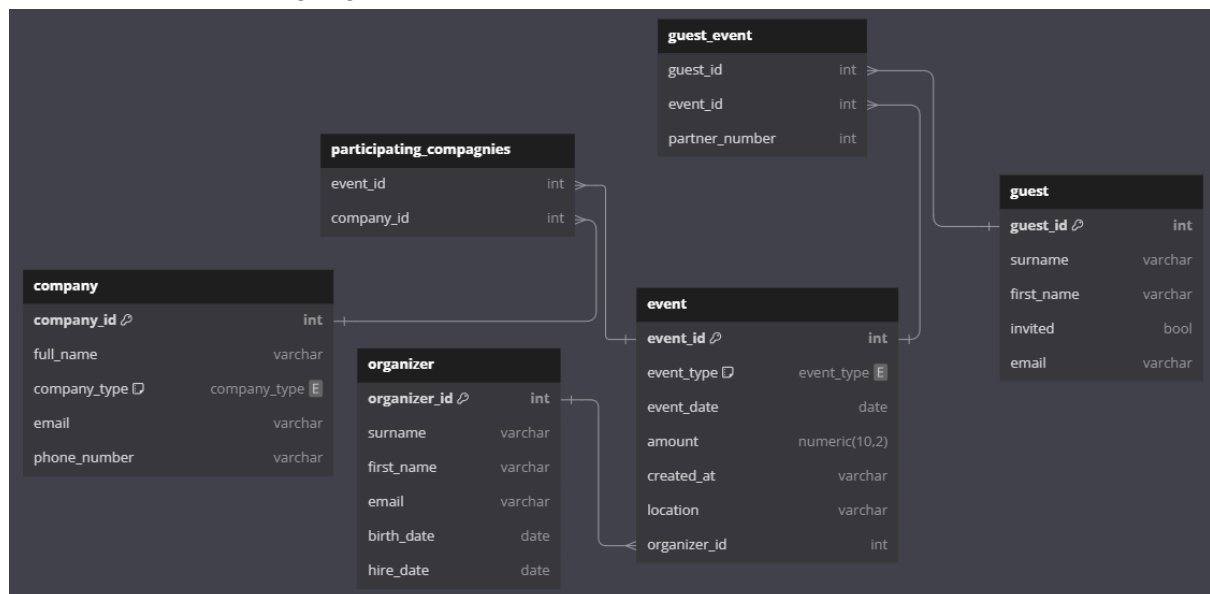 guest_event
guest_id int
event_id int
partner_number int
participating_compagnies
event_id int
company_id int
guest
guest_id int
surname varchar
first_name varchar
invited bool
email varchar
company
company_id int
full_name varchar
company_type company_type E
email varchar
phone_number varchar
event
event_id int
event_type event_type E
event_date date
amount numeric(10,2)
created_at varchar
location varchar
organizer_id int
organizer
organizer_id int
surname varchar
first_name varchar
email varchar
birth_date date
hire_date date